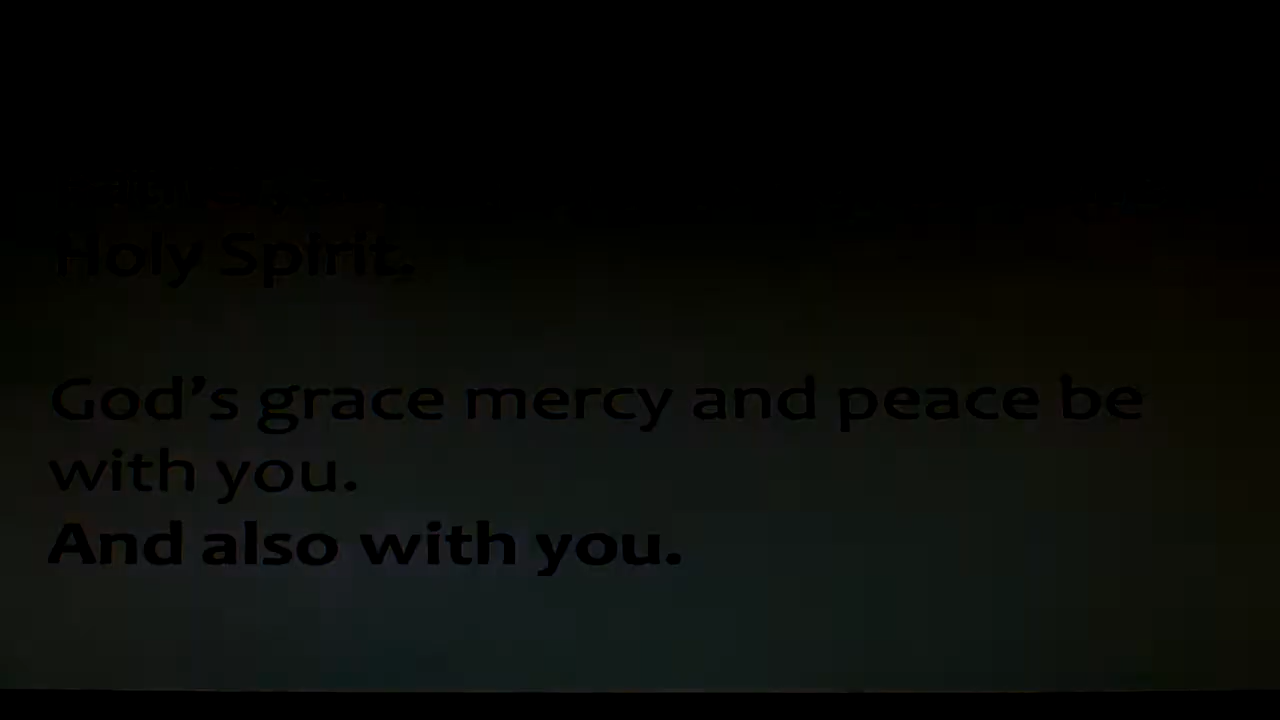 Holy Spirit.
God's grace mercy and peace be
with you.
And also with you.